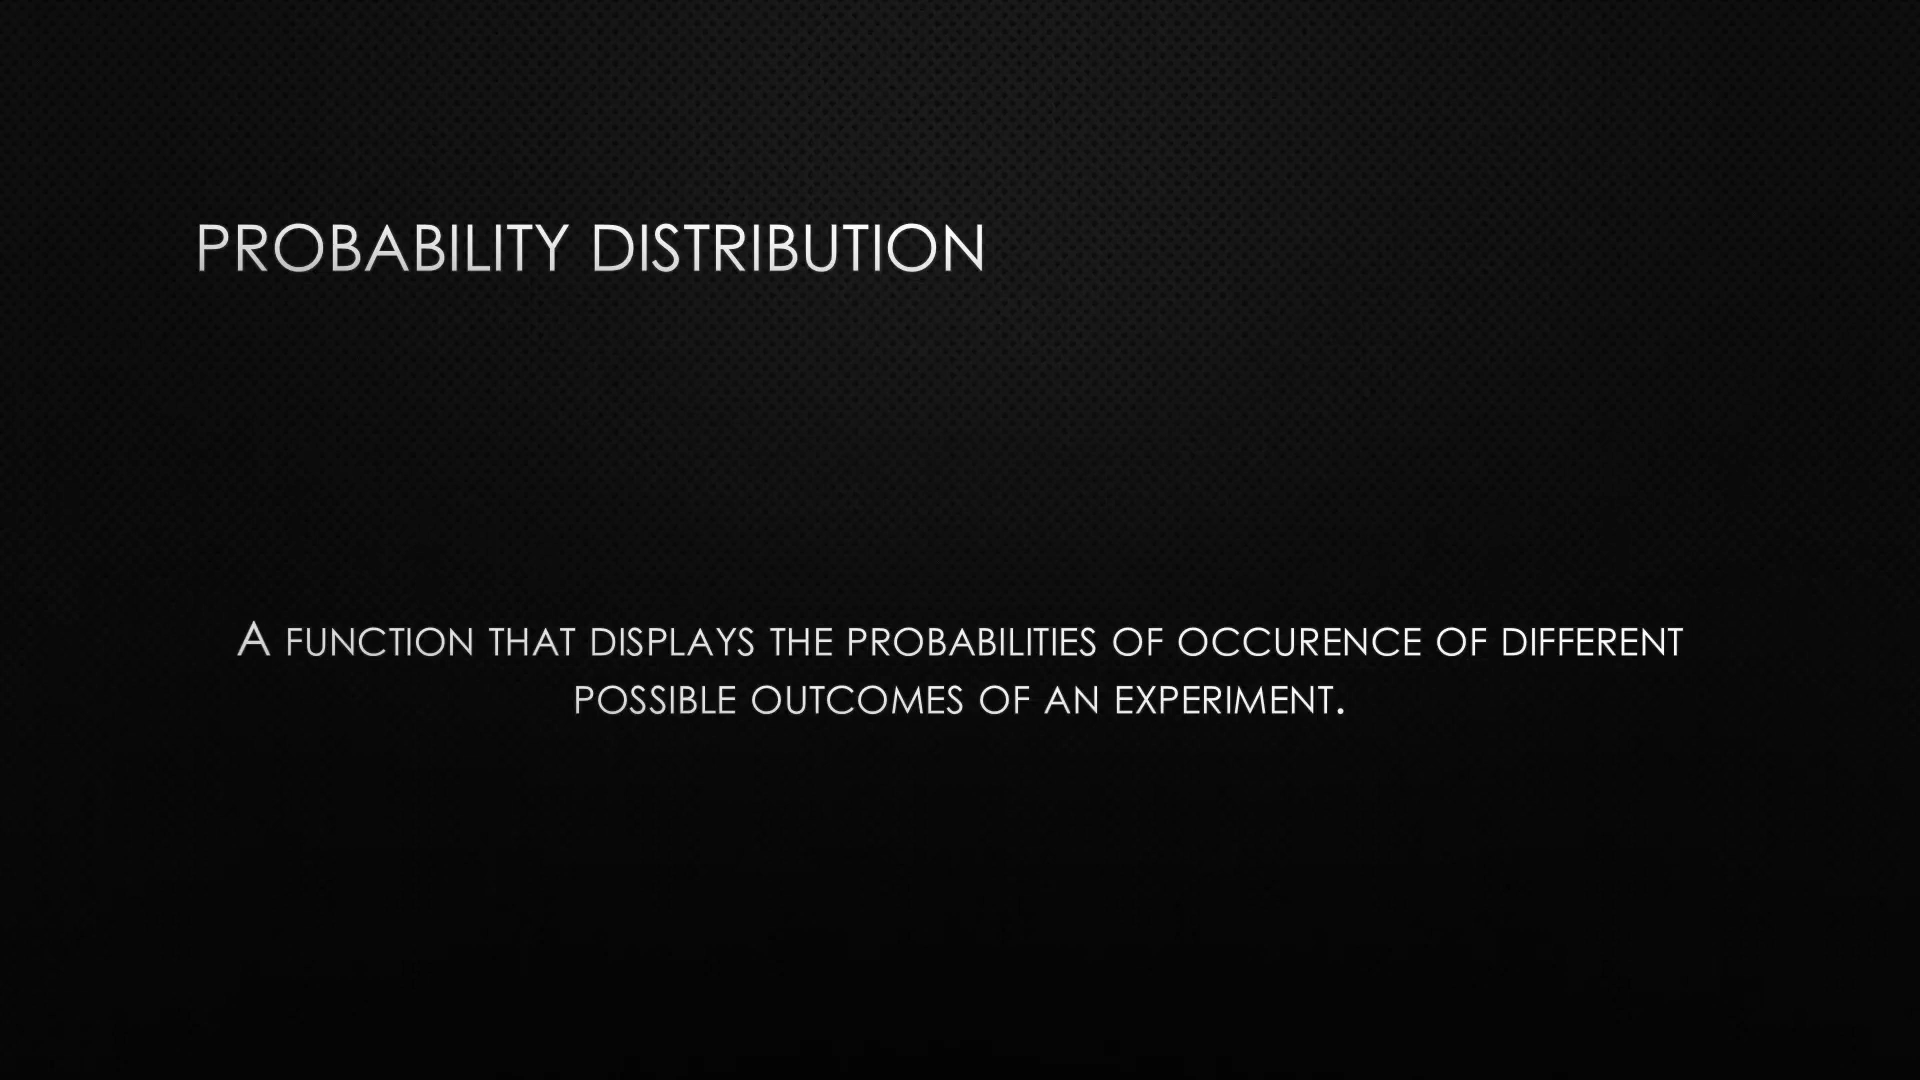 PROBABILITY DISTRIBUTION
A FUNCTION THAT DISPLAYS THE PROBABILITIES OF OCCURENCE OF DIFFERENT
POSSIBLE OUTCOMES OF AN EXPERIMENT.